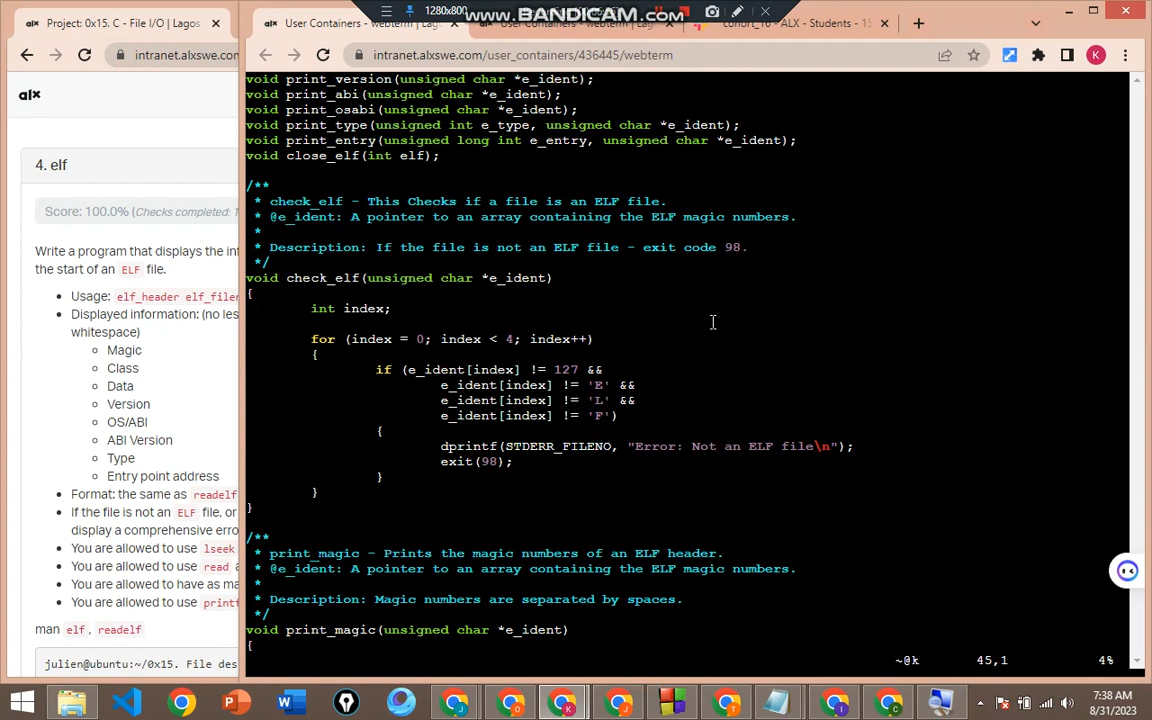 Project: 0x15. C - File I/O | Lagos
User Containers - webterm | Lag
cohort_10 - ALX - Students - 15
1280x800
www.BANDICAM.com
intranet.alxswe.com
intranet.alxswe.com/user_containers/436445/webterm
K
alx
4. elf
Score: 100.0% (Checks completed: 1
Write a program that displays the in
the start of an ELF file.
Usage: elf_header elf_filen
Displayed information: (no les
whitespace)
Magic
Class
Data
Version
OS/ABI
ABI Version
Type
Entry point address
Format: the same as readelf
If the file is not an ELF file, or
display a comprehensive erro
You are allowed to use lseek
You are allowed to use read a
You are allowed to have as ma
You are allowed to use printf
man elf, readelf
julien@ubuntu:~/0x15. File des
void print_version(unsigned char *e_ident);
void print_abi(unsigned char *e_ident);
void print_osabi(unsigned char *e_ident);
void print_type(unsigned int e_type, unsigned char *e_ident);
void print_entry(unsigned long int e_entry, unsigned char *e_ident);
void close_elf(int elf);
/**
 * check_elf - This Checks if a file is an ELF file.
 * @e_ident: A pointer to an array containing the ELF magic numbers.
 *
 * Description: If the file is not an ELF file - exit code 98.
 */
void check_elf(unsigned char *e_ident)
{
int index;
for (index = 0; index < 4; index++)
{
if (e_ident[index] != 127 &&
e_ident[index] != 'E' &&
e_ident[index] != 'L' &&
e_ident[index] != 'F')
{
dprintf(STDERR_FILENO, "Error: Not an ELF file\n");
exit(98);
}
}
}
/**
 * print_magic - Prints the magic numbers of an ELF header.
 * @e_ident: A pointer to an array containing the ELF magic numbers.
 *
 * Description: Magic numbers are separated by spaces.
 */
void print_magic(unsigned char *e_ident)
{
~@k 45,1 4%
7:38 AM
8/31/2023